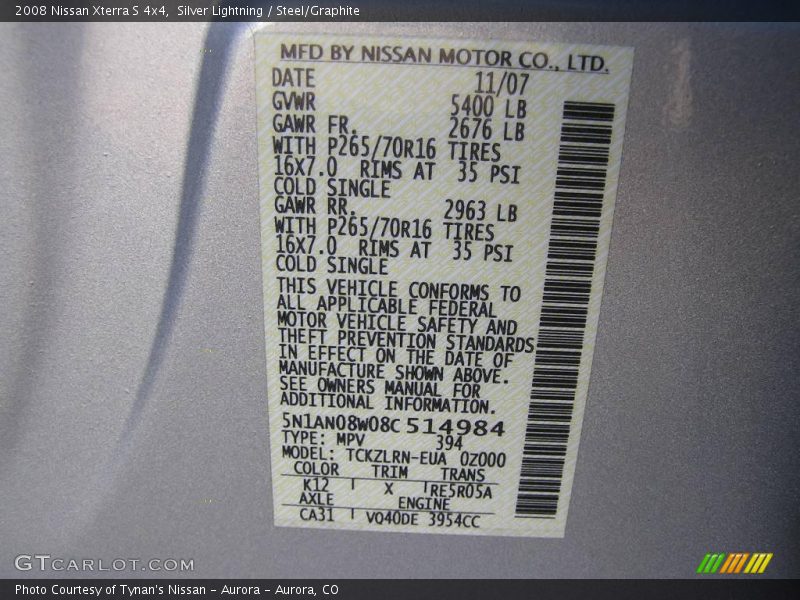 2008 Nissan Xterra S 4x4, Silver Lightning / Steel/Graphite
MFD BY NISSAN MOTOR CO., LTD.
DATE 11/07
GVWR 5400 LB
GAWR FR. 2676 LB
WITH P265/70R16 TIRES
16X7.0 RIMS AT 35 PSI
COLD SINGLE
GAWR RR. 2963 LB
WITH P265/70R16 TIRES
16X7.0 RIMS AT 35 PSI
COLD SINGLE
THIS VEHICLE CONFORMS TO
ALL APPLICABLE FEDERAL
MOTOR VEHICLE SAFETY AND
THEFT PREVENTION STANDARDS
IN EFFECT ON THE DATE OF
MANUFACTURE SHOWN ABOVE.
SEE OWNERS MANUAL FOR
ADDITIONAL INFORMATION.
5N1AN08W08C514984
TYPE: MPV 394
MODEL: TCKZLRN-EUA 0Z000
COLOR TRIM TRANS
K12 X RE5R05A
AXLE ENGINE
CA31 VQ40DE 3954CC
GTCARLOT.COM
Photo Courtesy of Tynan's Nissan - Aurora - Aurora, CO